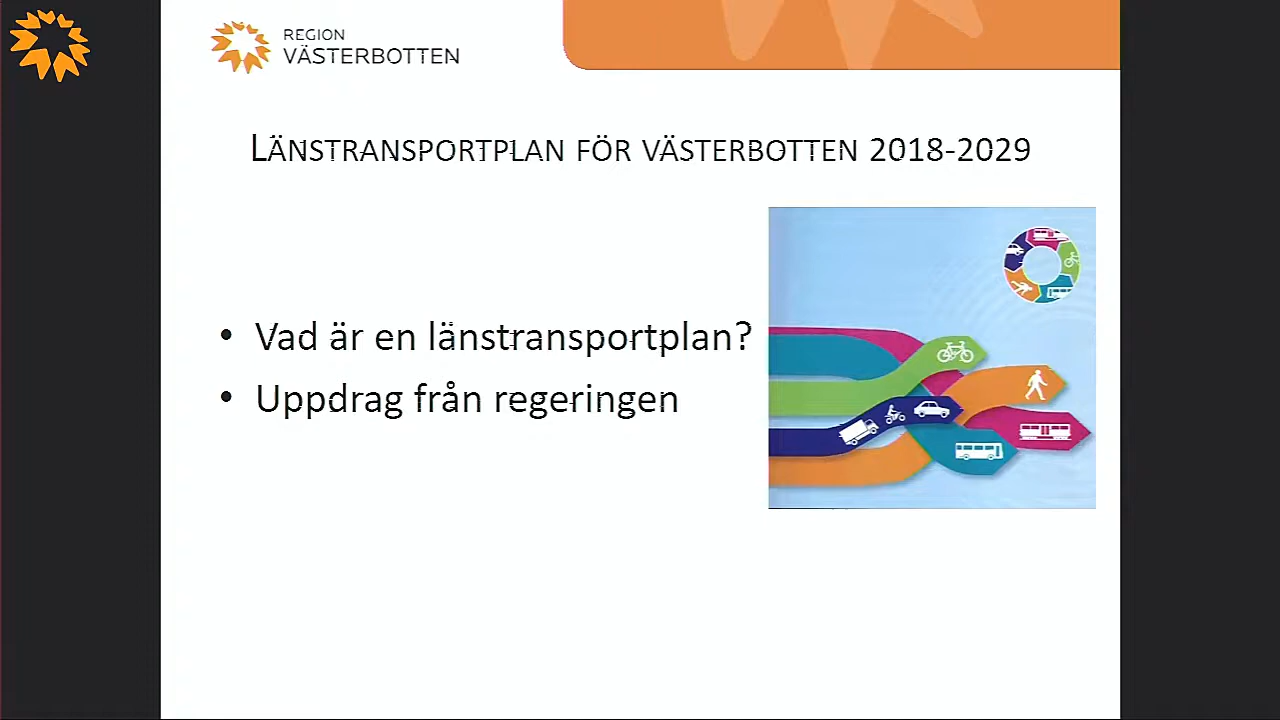 REGION
VÄSTERBOTTEN
LÄNSTRANSPORTPLAN FÖR VÄSTERBOTTEN 2018-2029
• Vad är en länstransportplan?
• Uppdrag från regeringen